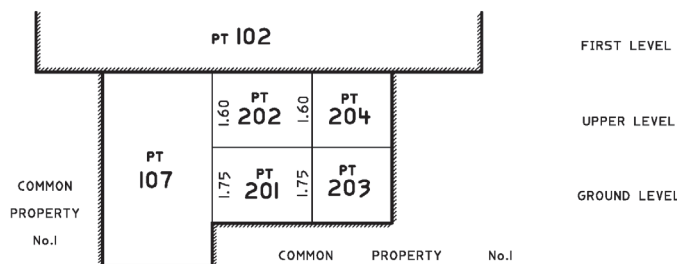 PT 102
FIRST LEVEL
1.60
PT
202
1.60
PT
204
UPPER LEVEL
PT
107
1.75
PT
201
1.75
PT
203
GROUND LEVEL
COMMON
PROPERTY
No.1
COMMON PROPERTY No.1